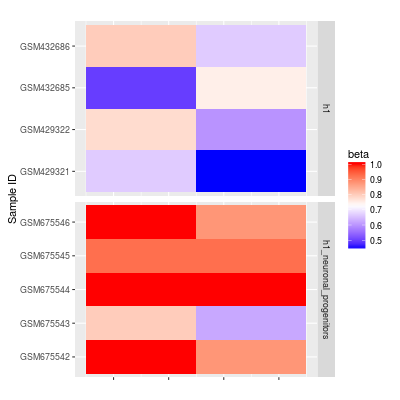 Sample ID
GSM432686
GSM432685
GSM429322
GSM429321
h1
GSM675546
GSM675545
GSM675544
GSM675543
GSM675542
h1_neuronal_progenitors
beta
1.0
0.9
0.8
0.7
0.6
0.5